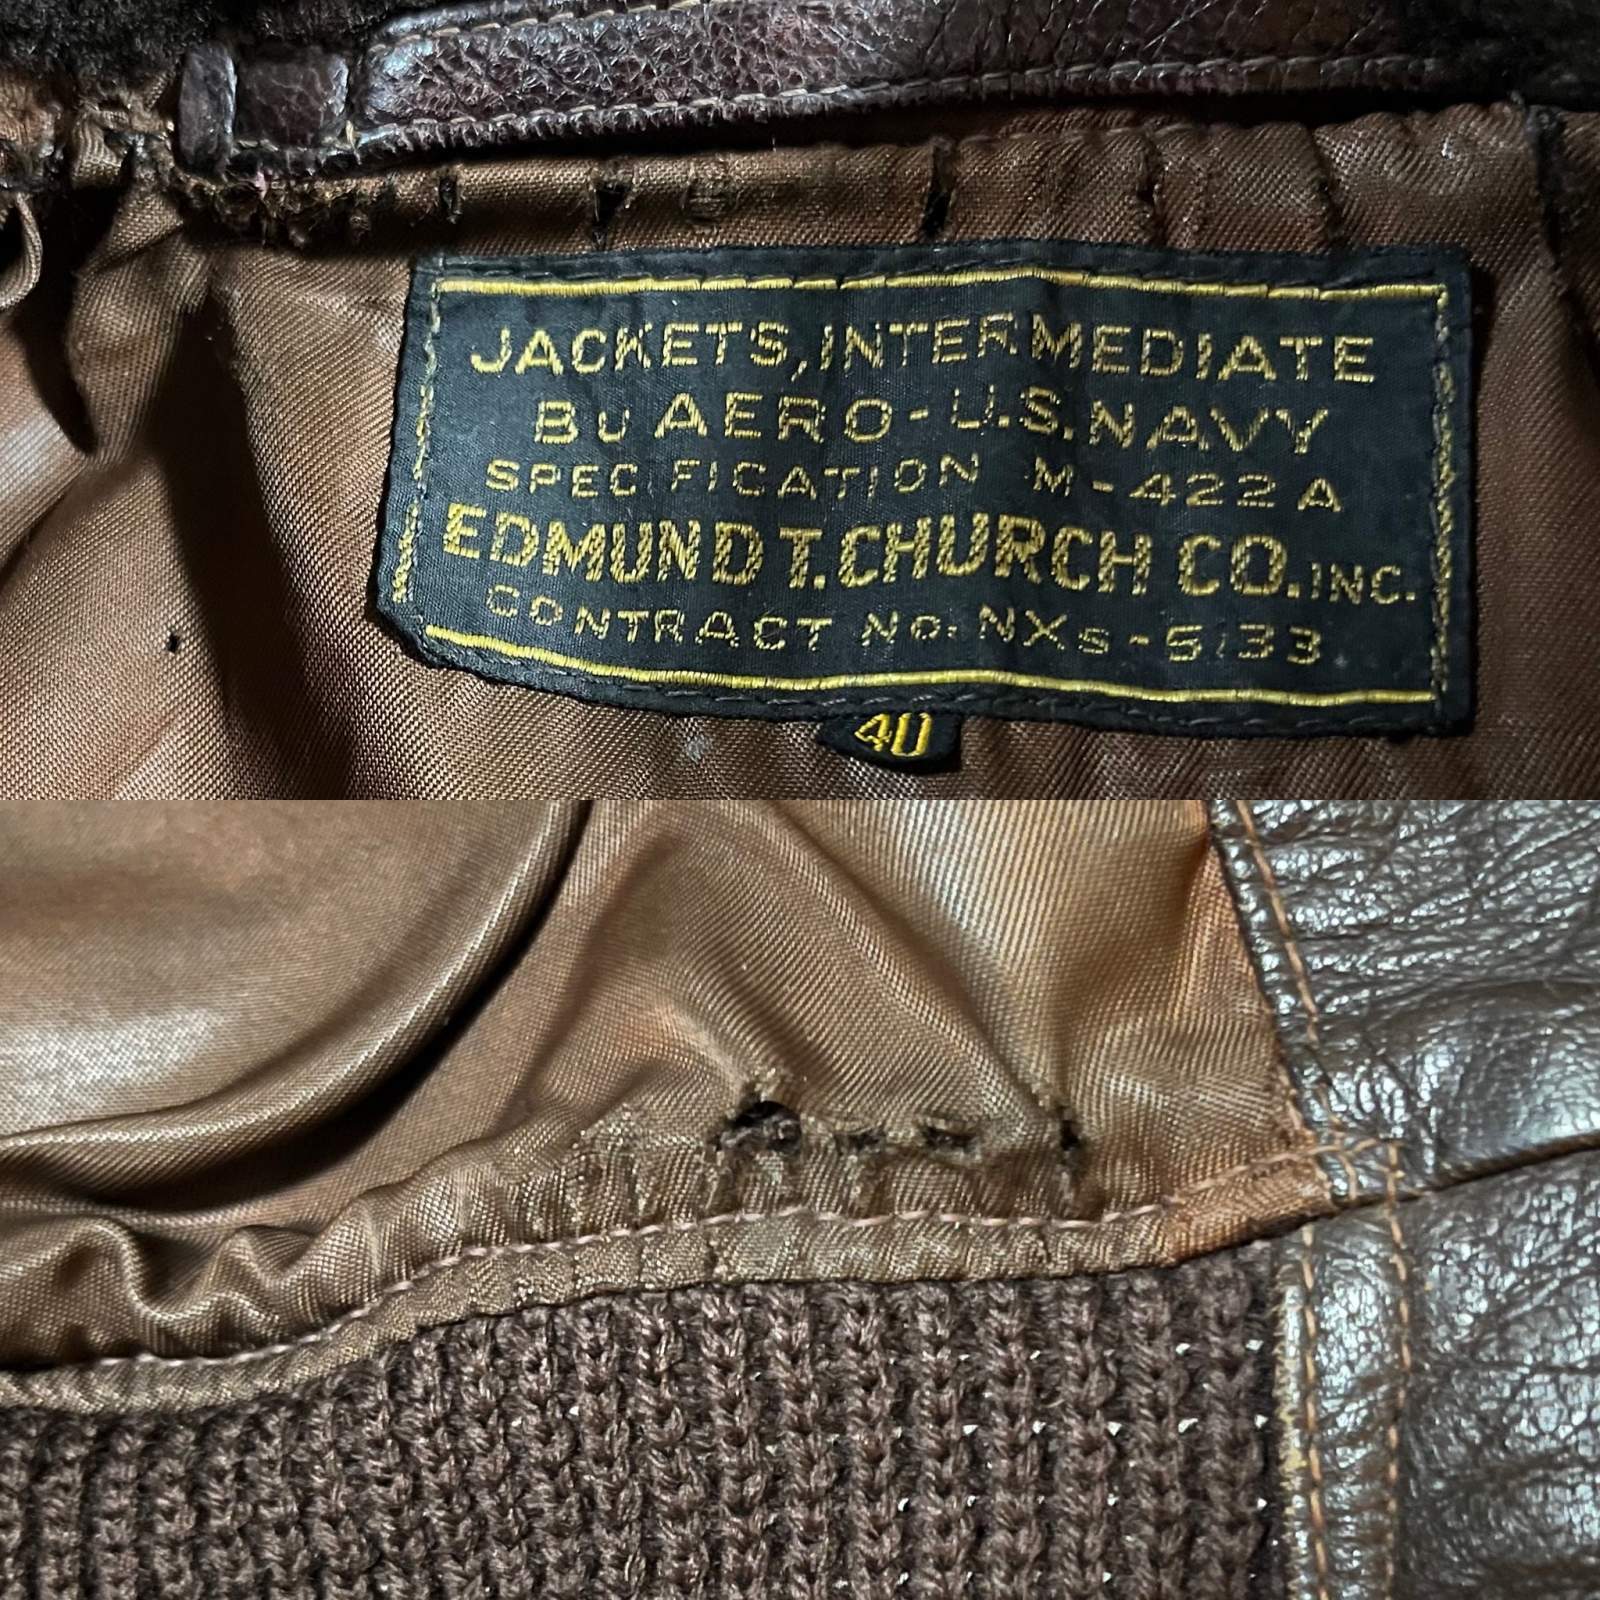 JACKETS, INTERMEDIATE
BU AERO - U.S. NAVY
SPECIFICATION M-422A
EDMUND T. CHURCH CO. INC.
CONTRACT No. NXs-5133
40